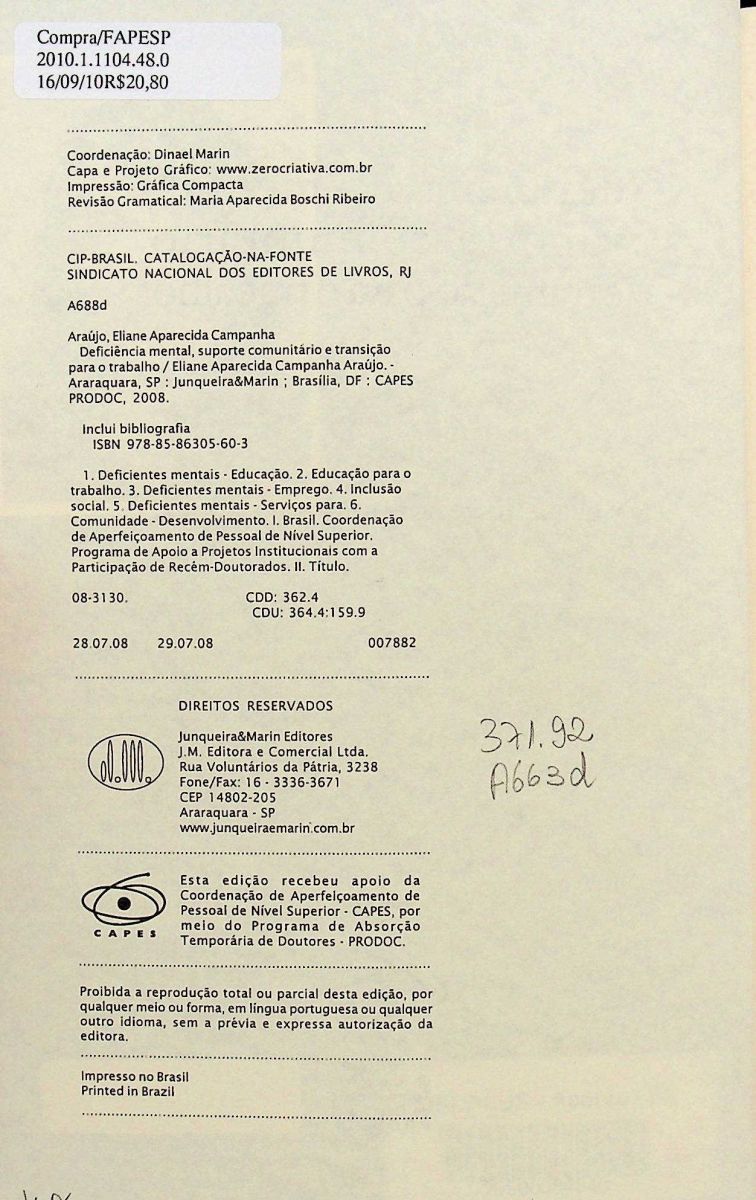 Compra/FAPESP
2010.1.1104.48.0
16/09/10R$20,80
Coordenação: Dinael Marin
Capa e Projeto Gráfico: www.zerocriativa.com.br
Impressão: Gráfica Compacta
Revisão Gramatical: Maria Aparecida Boschi Ribeiro
CIP-BRASIL. CATALOGAÇÃO-NA-FONTE
SINDICATO NACIONAL DOS EDITORES DE LIVROS, RJ
A688d
Araújo, Eliane Aparecida Campanha
Deficiência mental, suporte comunitário e transição
para o trabalho / Eliane Aparecida Campanha Araújo. -
Araraquara, SP : Junqueira&Marin ; Brasília, DF : CAPES
PRODOC, 2008.
Inclui bibliografia
ISBN 978-85-86305-60-3
1. Deficientes mentais - Educação. 2. Educação para o
trabalho. 3. Deficientes mentais - Emprego. 4. Inclusão
social. 5. Deficientes mentais - Serviços para. 6.
Comunidade - Desenvolvimento. I. Brasil. Coordenação
de Aperfeiçoamento de Pessoal de Nível Superior.
Programa de Apoio a Projetos Institucionais com a
Participação de Recém-Doutorados. II. Título.
08-3130. CDD: 362.4
CDU: 364.4:159.9
28.07.08 29.07.08 007882
DIREITOS RESERVADOS
Junqueira&Marin Editores
J.M. Editora e Comercial Ltda.
Rua Voluntários da Pátria, 3238
Fone/Fax: 16 - 3336-3671
CEP 14802-205
Araraquara - SP
www.junqueiraemarin.com.br
371.92
A663d
CAPES
Esta edição recebeu apoio da
Coordenação de Aperfeiçoamento de
Pessoal de Nível Superior - CAPES, por
meio do Programa de Absorção
Temporária de Doutores - PRODOC.
Proibida a reprodução total ou parcial desta edição, por
qualquer meio ou forma, em língua portuguesa ou qualquer
outro idioma, sem a prévia e expressa autorização da
editora.
Impresso no Brasil
Printed in Brazil